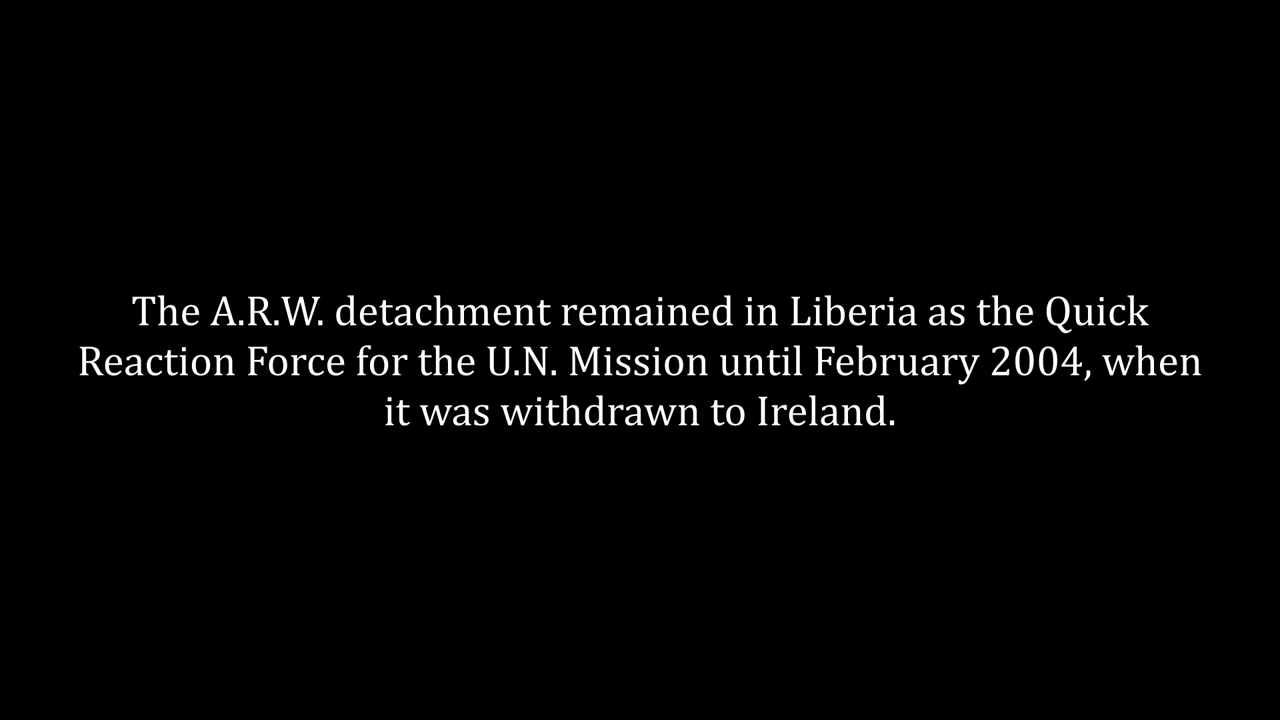 The A.R.W. detachment remained in Liberia as the Quick
Reaction Force for the U.N. Mission until February 2004, when
it was withdrawn to Ireland.